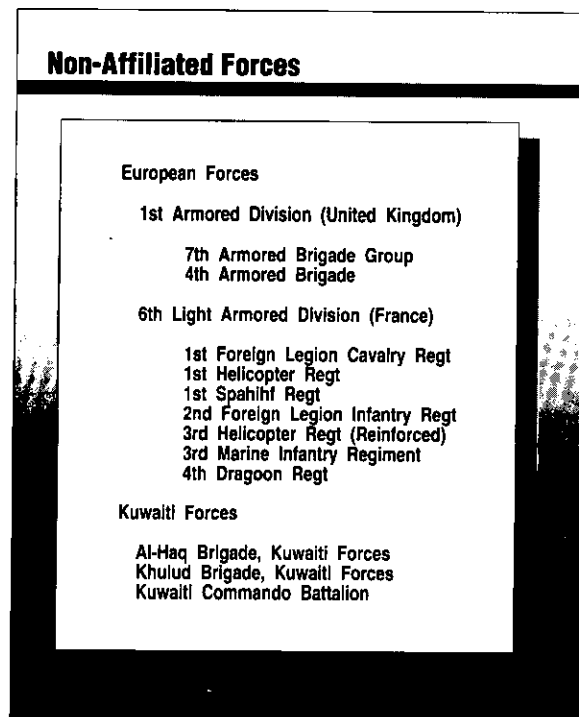 Non-Affiliated Forces
European Forces
1st Armored Division (United Kingdom)
7th Armored Brigade Group
4th Armored Brigade
6th Light Armored Division (France)
1st Foreign Legion Cavalry Regt
1st Helicopter Regt
1st Spahihf Regt
2nd Foreign Legion Infantry Regt
3rd Helicopter Regt (Reinforced)
3rd Marine Infantry Regiment
4th Dragoon Regt
Kuwaiti Forces
Al-Haq Brigade, Kuwaiti Forces
Khulud Brigade, Kuwaiti Forces
Kuwaiti Commando Battalion